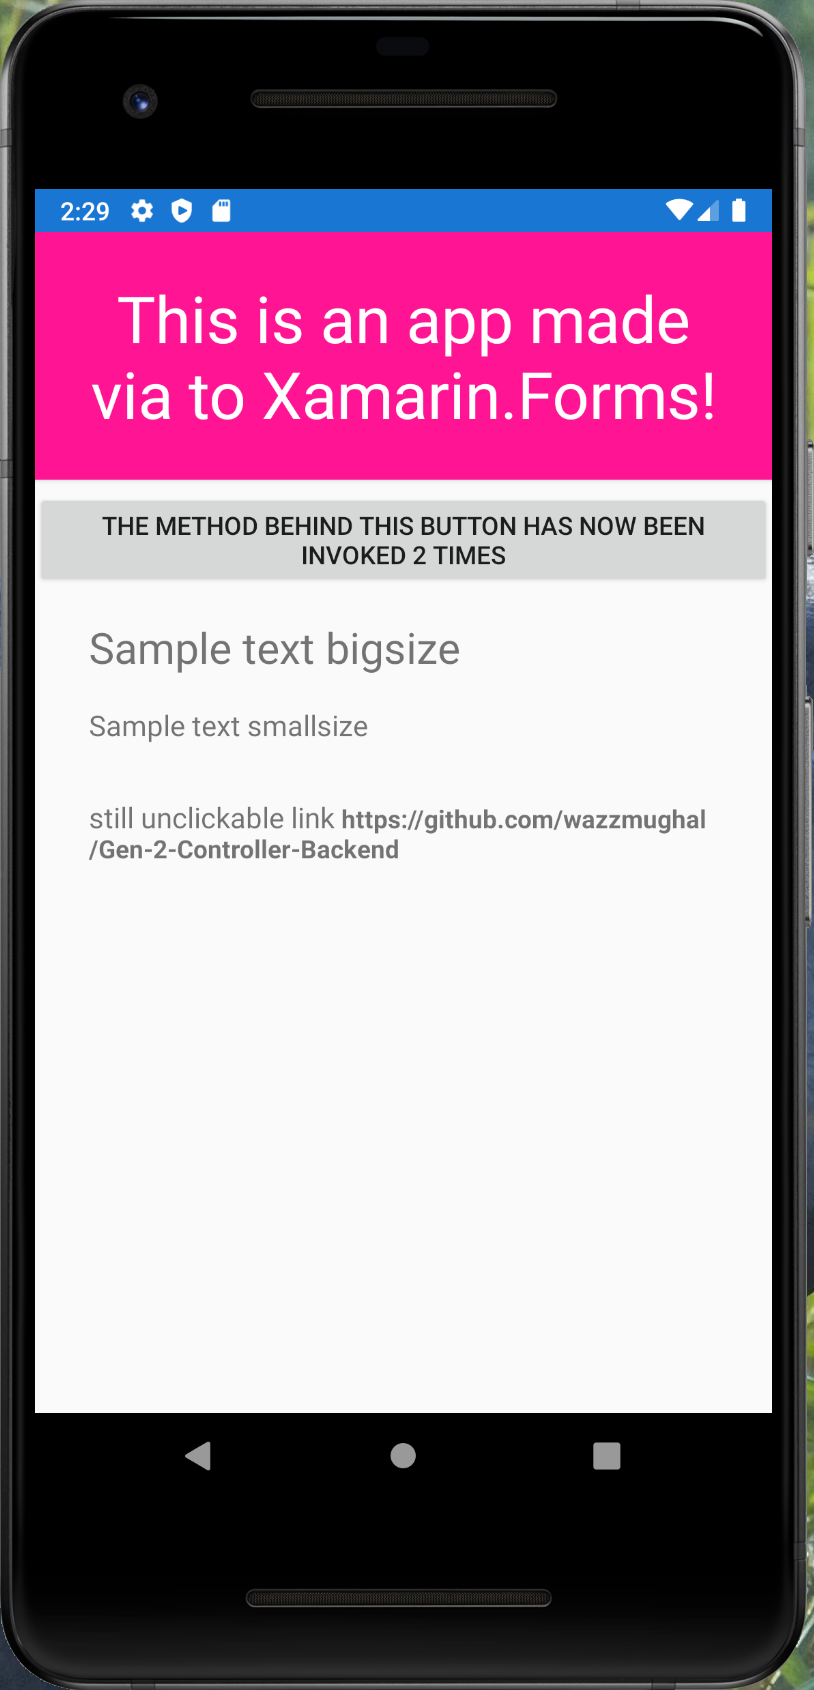 2:29
This is an app made
via to Xamarin.Forms!
THE METHOD BEHIND THIS BUTTON HAS NOW BEEN
INVOKED 2 TIMES
Sample text bigsize
Sample text smallsize
still unclickable link https://github.com/wazzmughal
/Gen-2-Controller-Backend